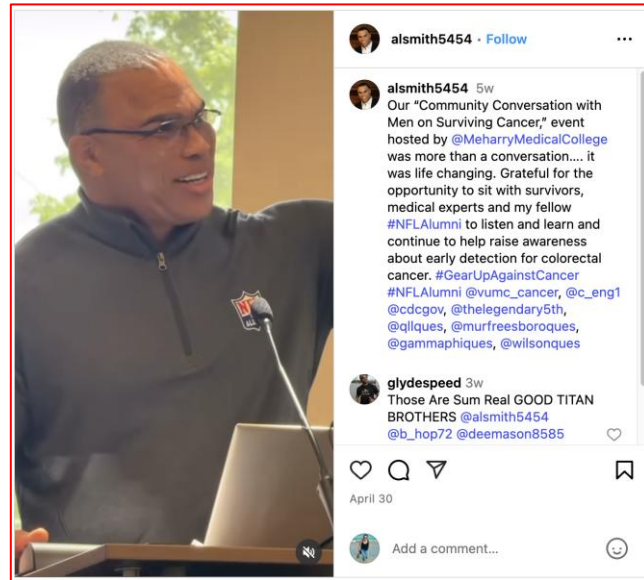 alsmith5454 • Follow
alsmith5454 5w
Our “Community Conversation with
Men on Surviving Cancer,” event
hosted by @MeharryMedicalCollege
was more than a conversation.... it
was life changing. Grateful for the
opportunity to sit with survivors,
medical experts and my fellow
#NFLAlumni to listen and learn and
continue to help raise awareness
about early detection for colorectal
cancer. #GearUpAgainstCancer
#NFLAlumni @vumc_cancer, @c_eng1
@cdcgov, @thelegendary5th,
@qllques, @murfreesboroques,
@gammaphiques, @wilsonques
glydespeed 3w
Those Are Sum Real GOOD TITAN
BROTHERS @alsmith5454
@b_hop72 @deemason8585
April 30
Add a comment...